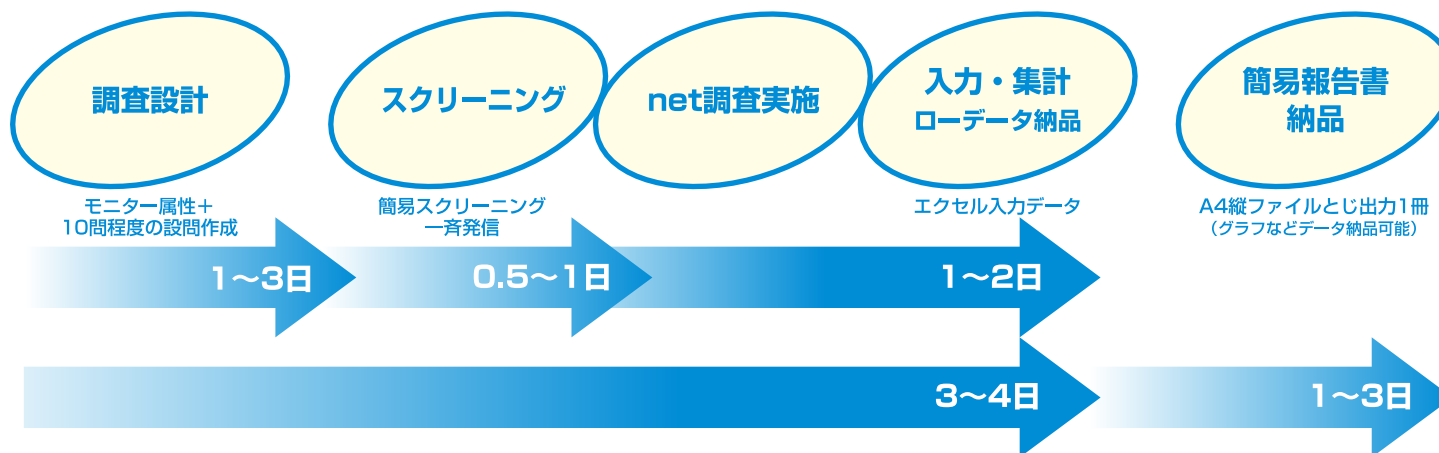 調査設計
スクリーニング
net調査実施
入力・集計
ローデータ納品
簡易報告書
納品
モニター属性＋
10問程度の設問作成
簡易スクリーニング
一斉発信
エクセル入力データ
A4縦ファイルとじ出力1冊
（グラフなどデータ納品可能）
1～3日
0.5～1日
1～2日
3～4日
1～3日